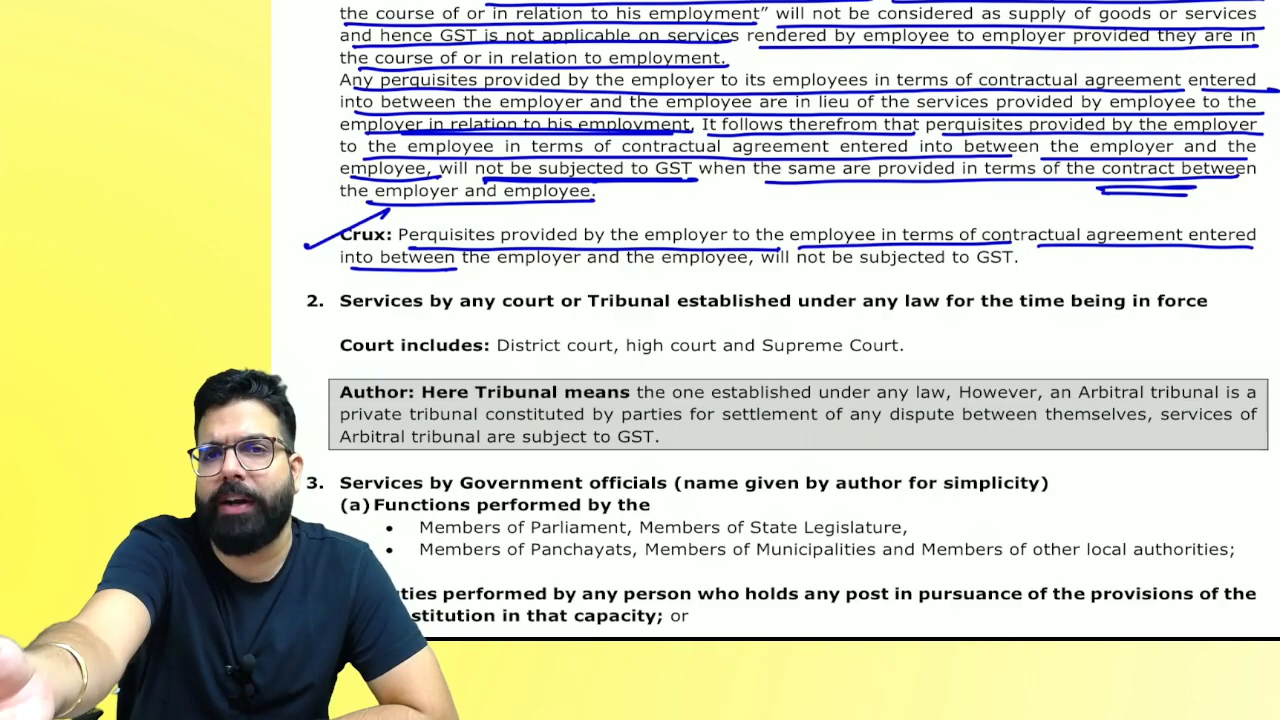 the course of or in relation to his employment” will not be considered as supply of goods or services
and hence GST is not applicable on services rendered by employee to employer provided they are in
the course of or in relation to employment.
Any perquisites provided by the employer to its employees in terms of contractual agreement entered
into between the employer and the employee are in lieu of the services provided by employee to the
employer in relation to his employment. It follows therefrom that perquisites provided by the employer
to the employee in terms of contractual agreement entered into between the employer and the
employee, will not be subjected to GST when the same are provided in terms of the contract between
the employer and employee.
Crux: Perquisites provided by the employer to the employee in terms of contractual agreement entered
into between the employer and the employee, will not be subjected to GST.
2. Services by any court or Tribunal established under any law for the time being in force
Court includes: District court, high court and Supreme Court.
Author: Here Tribunal means the one established under any law, However, an Arbitral tribunal is a
private tribunal constituted by parties for settlement of any dispute between themselves, services of
Arbitral tribunal are subject to GST.
3. Services by Government officials (name given by author for simplicity)
(a) Functions performed by the
• Members of Parliament, Members of State Legislature,
• Members of Panchayats, Members of Municipalities and Members of other local authorities;
performed by any person who holds any post in pursuance of the provisions of the
in that capacity; or